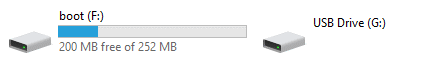 boot (F:)
200 MB free of 252 MB
USB Drive (G:)